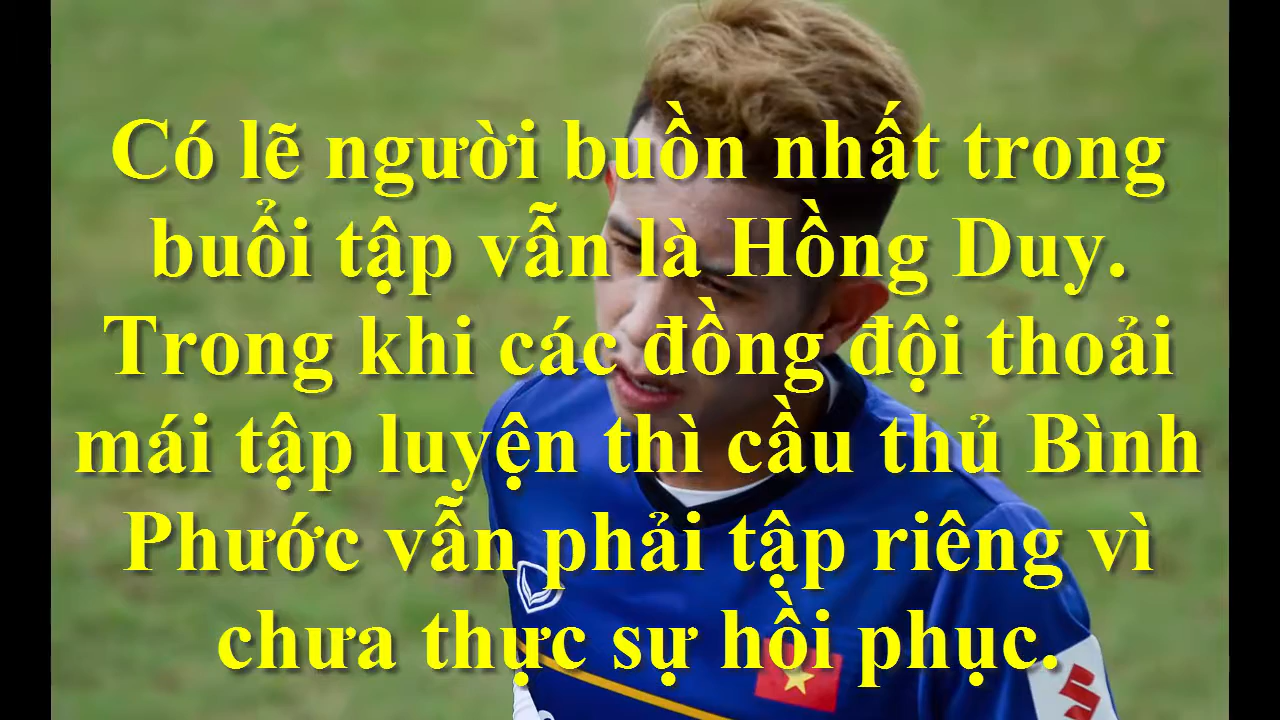 Có lẽ người buồn nhất trong
buổi tập vẫn là Hồng Duy.
Trong khi các đồng đội thoải
mái tập luyện thì cầu thủ Bình
Phước vẫn phải tập riêng vì
chưa thực sự hồi phục.